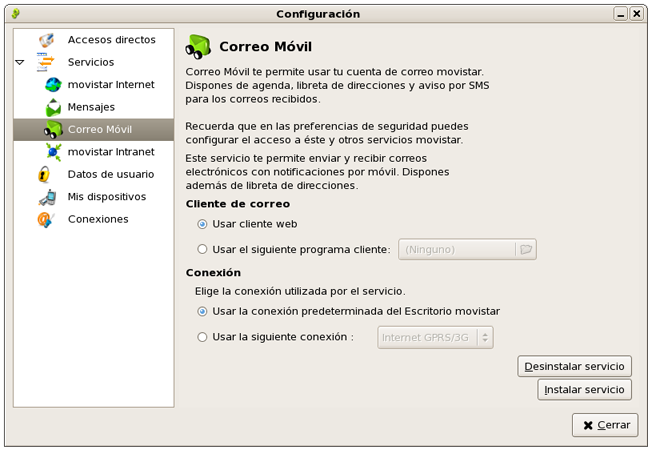 Configuración
Accesos directos
Servicios
movistar Internet
Mensajes
Correo Móvil
movistar Intranet
Datos de usuario
Mis dispositivos
Conexiones
Correo Móvil
Correo Móvil te permite usar tu cuenta de correo movistar.
Dispones de agenda, libreta de direcciones y aviso por SMS
para los correos recibidos.
Recuerda que en las preferencias de seguridad puedes
configurar el acceso a éste y otros servicios movistar.
Este servicio te permite enviar y recibir correos
electrónicos con notificaciones por móvil. Dispones
además de libreta de direcciones.
Cliente de correo
Usar cliente web
Usar el siguiente programa cliente: (Ninguno)
Conexión
Elige la conexión utilizada por el servicio.
Usar la conexión predeterminada del Escritorio movistar
Usar la siguiente conexión : Internet GPRS/3G
Desinstalar servicio
Instalar servicio
Cerrar